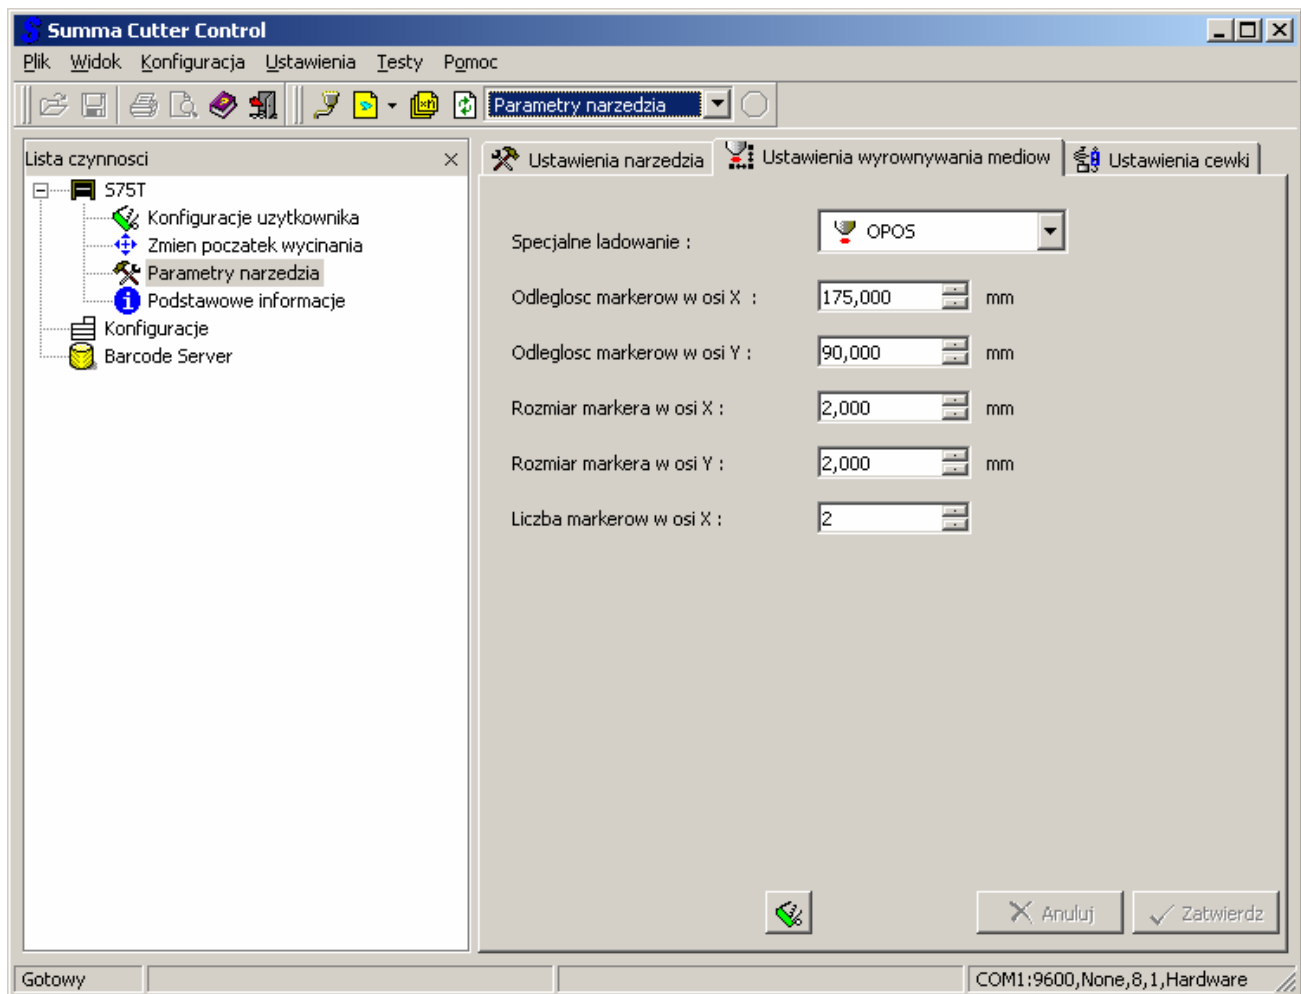 Summa Cutter Control
Plik Widok Konfiguracja Ustawienia Testy Pomoc
Parametry narzedzia
Lista czynnosci
S75T
Konfiguracje uzytkownika
Zmien poczatek wycinania
Parametry narzedzia
Podstawowe informacje
Konfiguracje
Barcode Server
Ustawienia narzedzia Ustawienia wyrownywania mediow Ustawienia cewki
Specjalne ladowanie : OPOS
Odleglosc markerow w osi X : 175,000 mm
Odleglosc markerow w osi Y : 90,000 mm
Rozmiar markera w osi X : 2,000 mm
Rozmiar markera w osi Y : 2,000 mm
Liczba markerow w osi X : 2
Anuluj Zatwierdz
Gotowy COM1:9600,None,8,1,Hardware